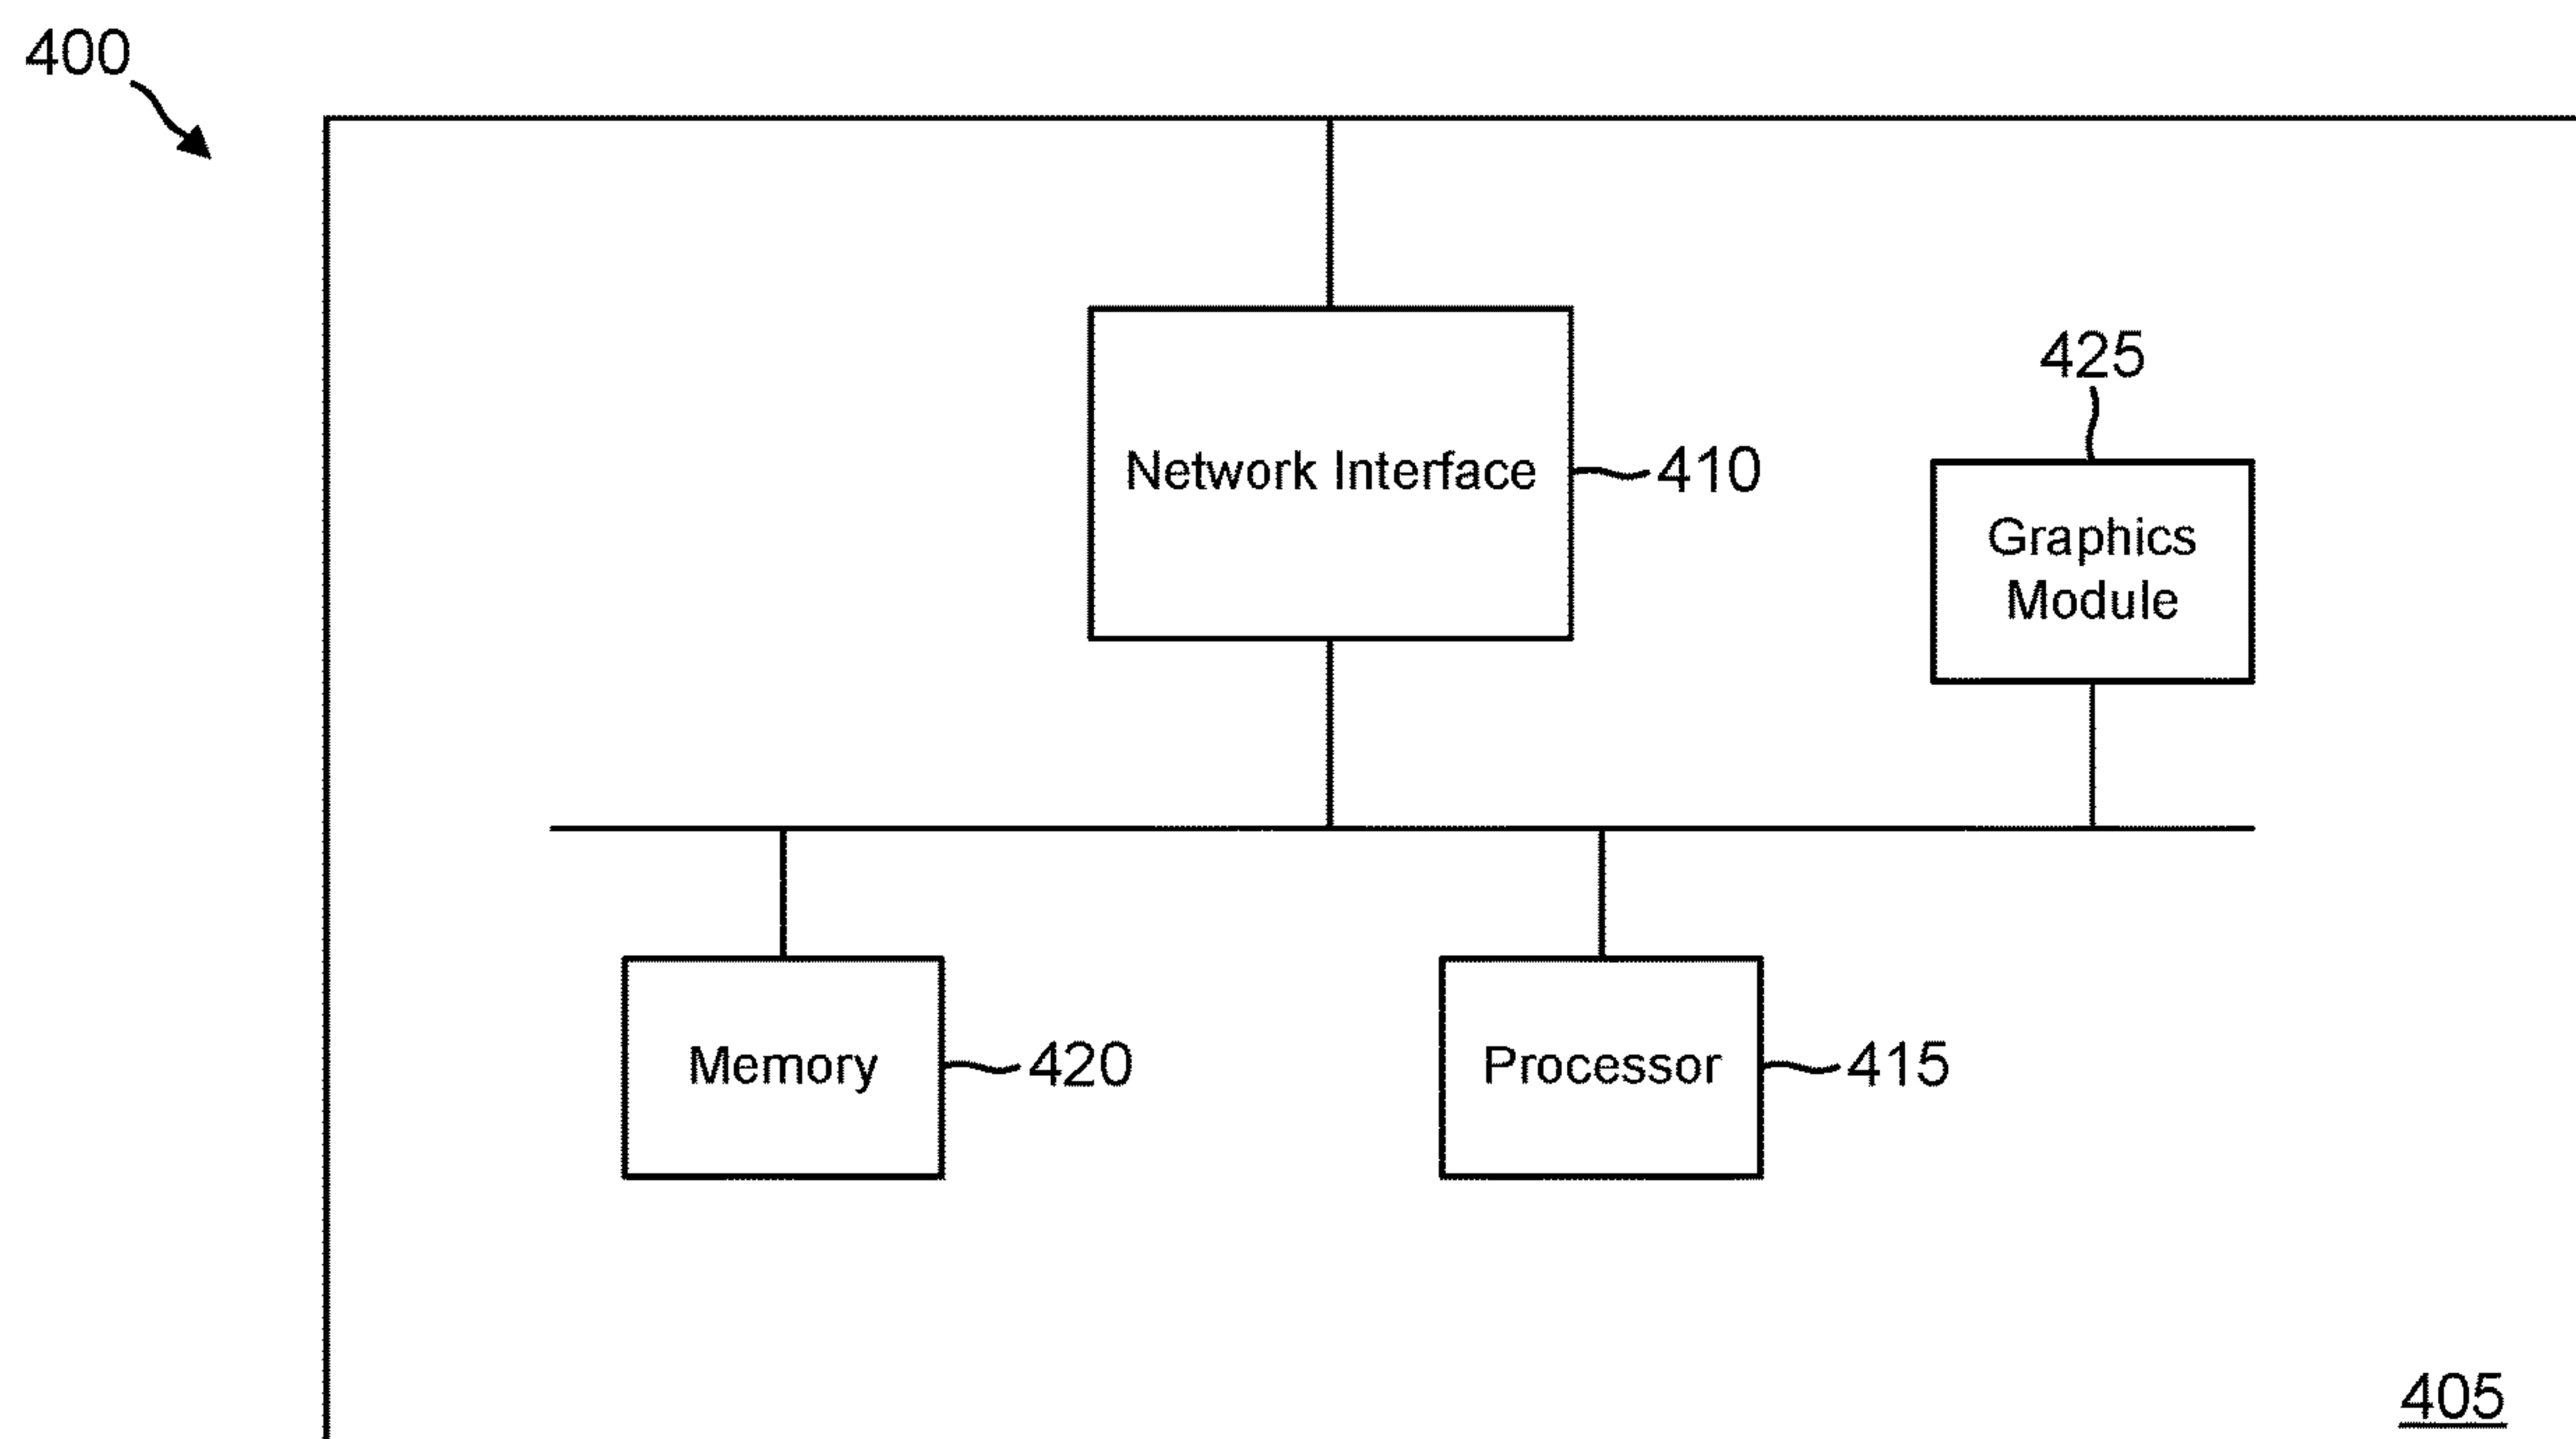 400
425
Network Interface
410
Graphics
Module
Memory
420
Processor
415
405